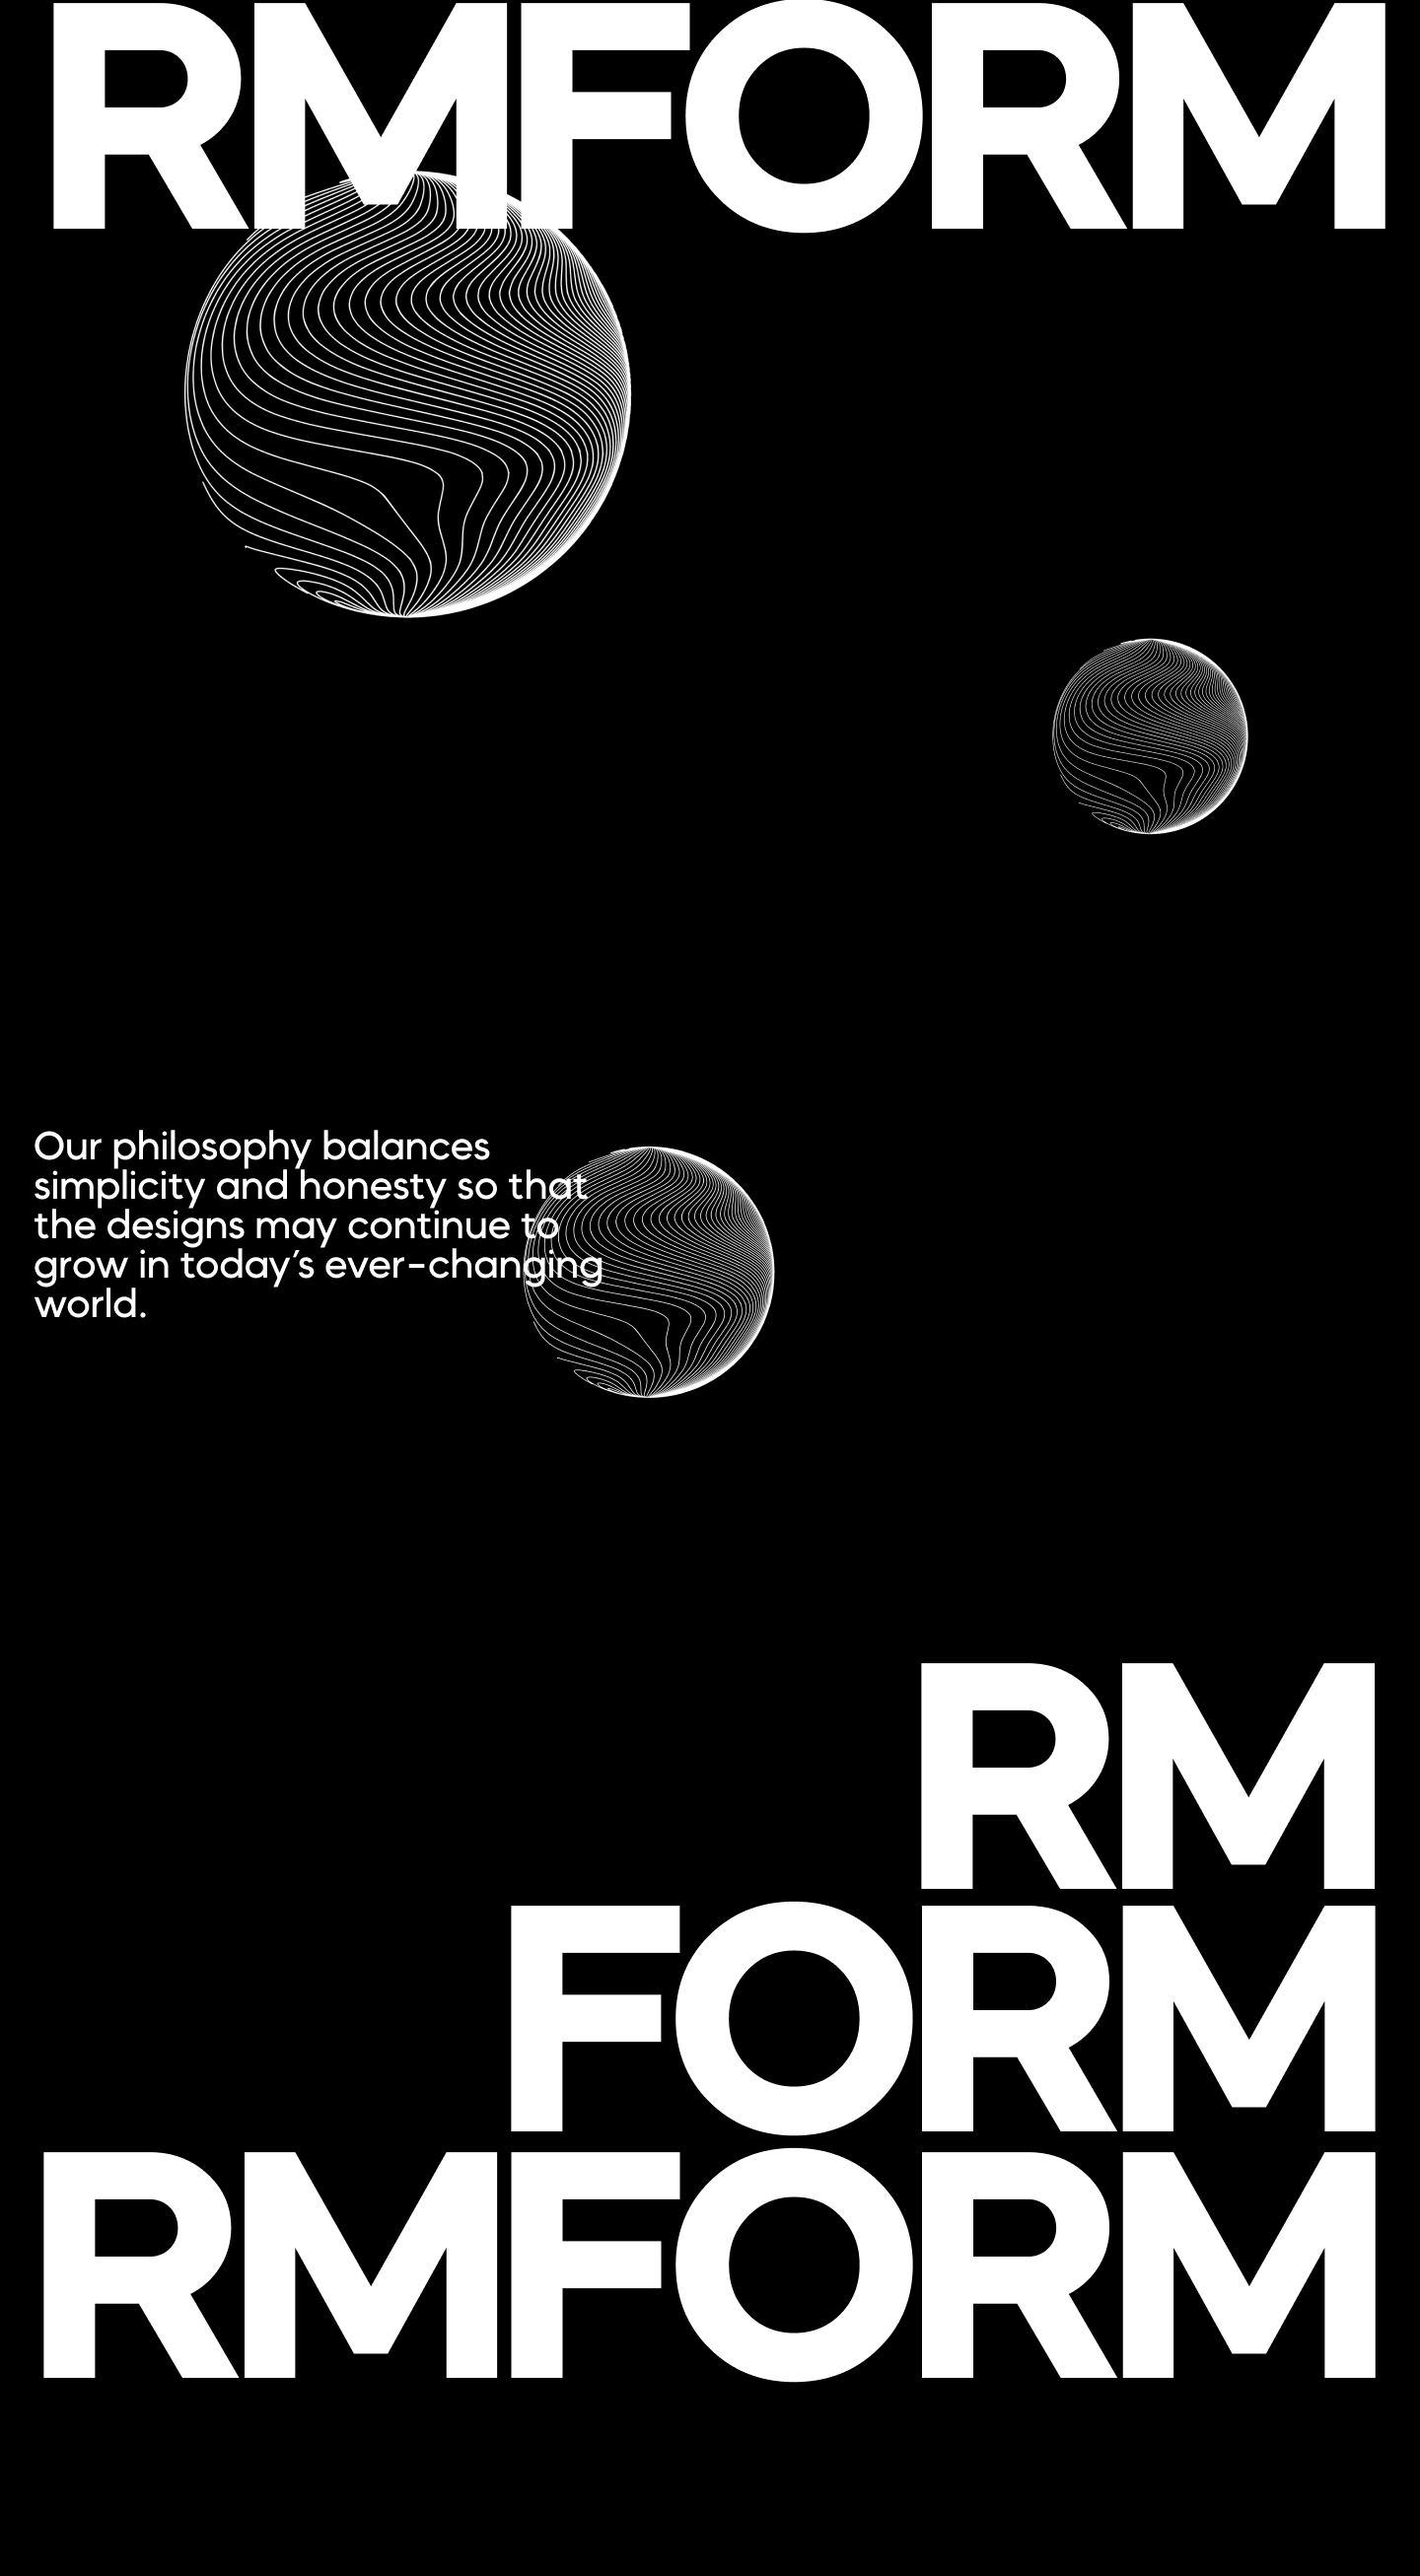 RMFORM
Our philosophy balances
simplicity and honesty so that
the designs may continue to
grow in today’s ever-changing
world.
RM
FORM
RMFORM